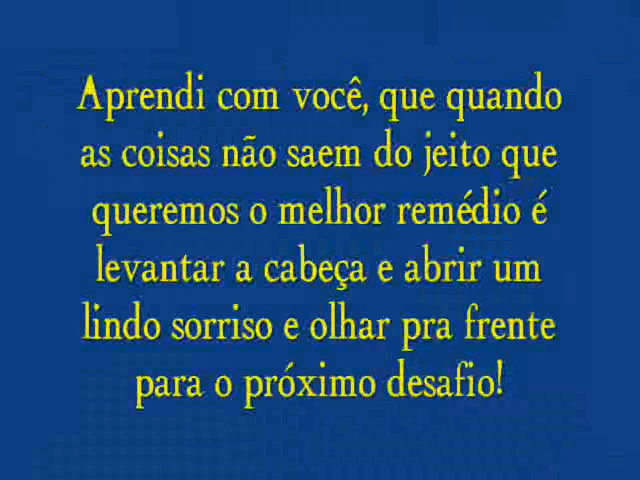 Aprendi com você, que quando
as coisas não saem do jeito que
queremos o melhor remédio é
levantar a cabeça e abrir um
lindo sorriso e olhar pra frente
para o próximo desafio!